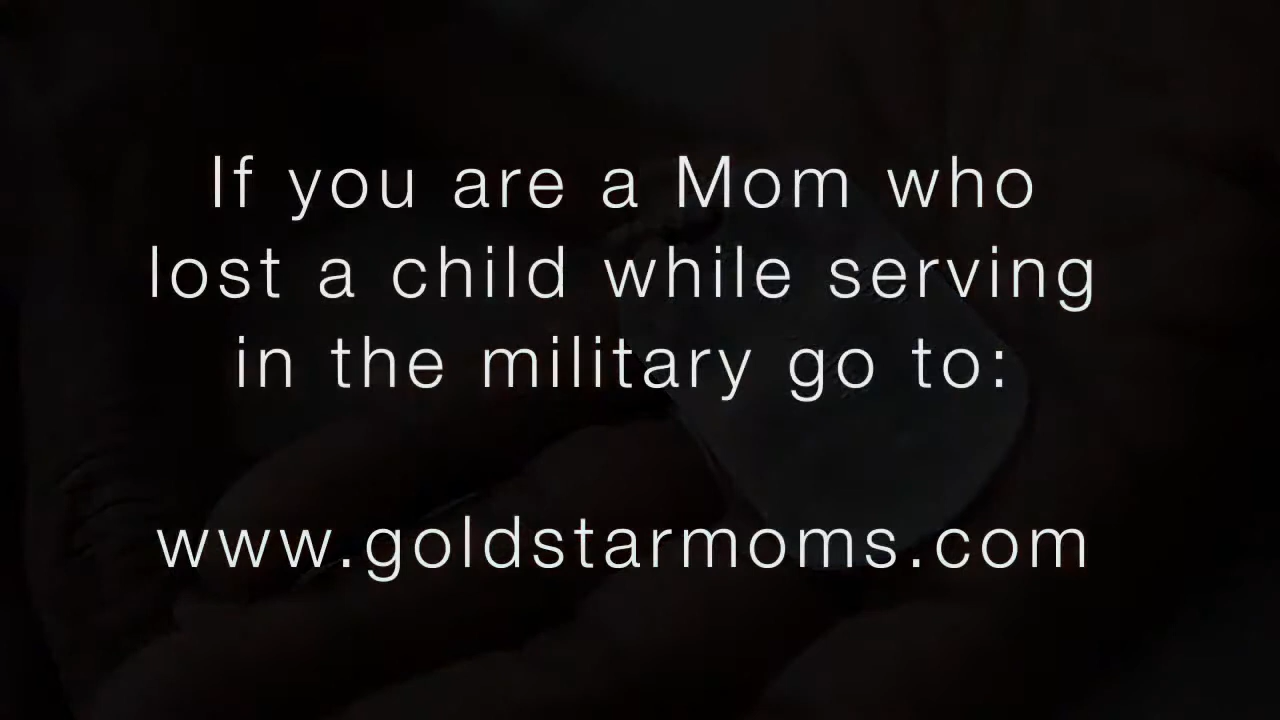 If you are a Mom who
lost a child while serving
in the military go to:
www.goldstarmoms.com